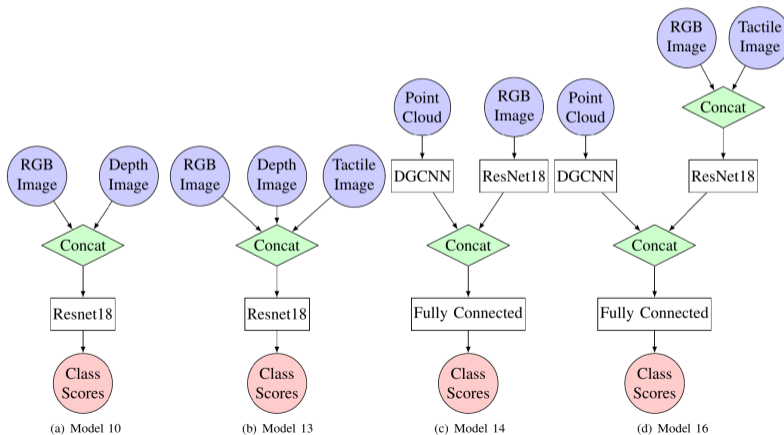 RGB
Image
Depth
Image
Concat
Resnet18
Class
Scores
(a) Model 10
RGB
Image
Depth
Image
Tactile
Image
Concat
Resnet18
Class
Scores
(b) Model 13
Point
Cloud
RGB
Image
DGCNN
ResNet18
Concat
Fully Connected
Class
Scores
(c) Model 14
RGB
Image
Tactile
Image
Point
Cloud
Concat
DGCNN
ResNet18
Concat
Fully Connected
Class
Scores
(d) Model 16